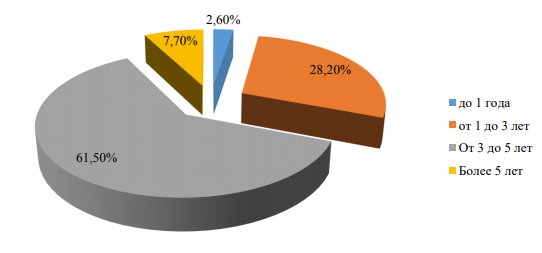 2,60%
7,70%
28,20%
61,50%
до 1 года
от 1 до 3 лет
От 3 до 5 лет
Более 5 лет